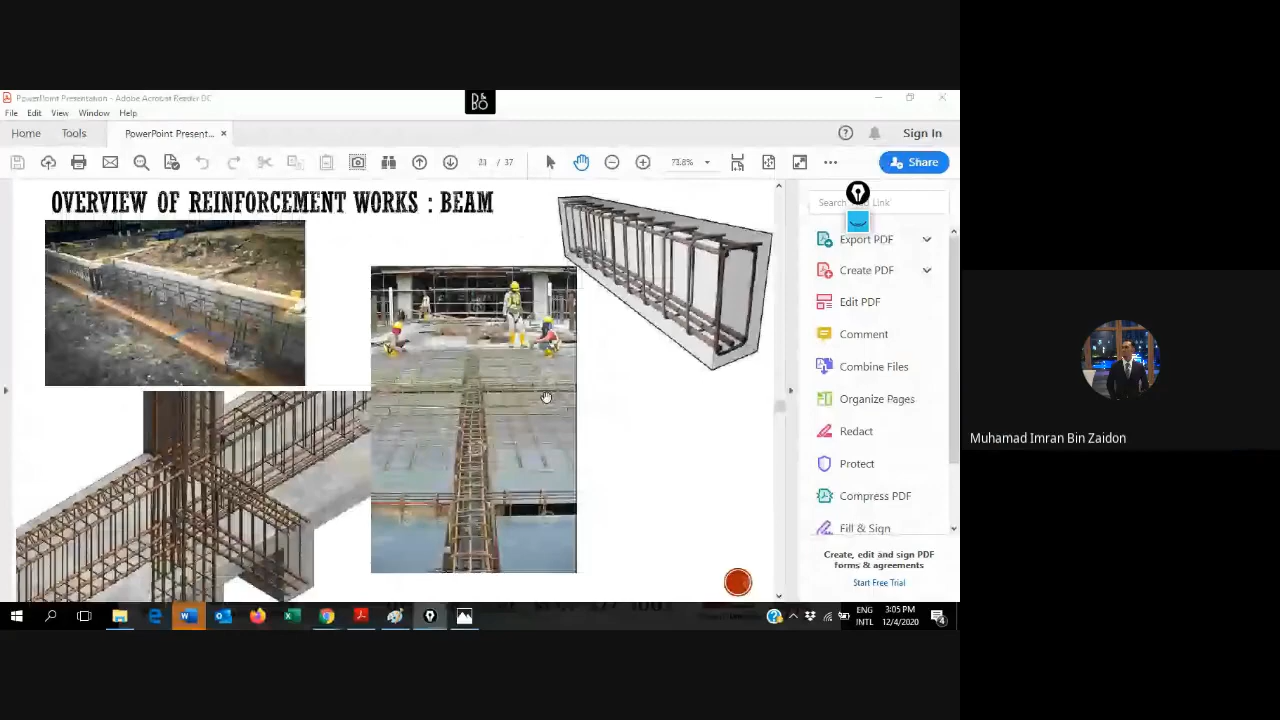 PowerPoint Presentation - Adobe Acrobat Reader DC
B&O
File Edit View Window Help
Home Tools PowerPoint Present... × Sign In
/ 37 73.8% Share
OVERVIEW OF REINFORCEMENT WORKS : BEAM
Search Link'
Export PDF
Create PDF
Edit PDF
Comment
Combine Files
Organize Pages
Redact
Protect
Compress PDF
Fill & Sign
Create, edit and sign PDF
forms & agreements
Start Free Trial
Muhamad Imran Bin Zaidon
ENG 3:05 PM
INTL 12/4/2020
4